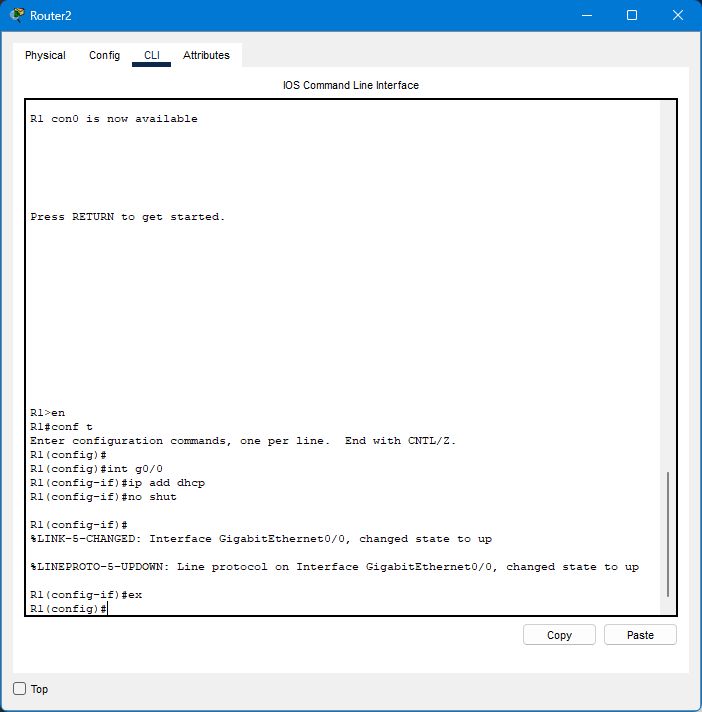 Router2
Physical Config CLI Attributes
IOS Command Line Interface
R1 con0 is now available
Press RETURN to get started.
R1>en
R1#conf t
Enter configuration commands, one per line.  End with CNTL/Z.
R1(config)#
R1(config)#int g0/0
R1(config-if)#ip add dhcp
R1(config-if)#no shut
R1(config-if)#
%LINK-5-CHANGED: Interface GigabitEthernet0/0, changed state to up
%LINEPROTO-5-UPDOWN: Line protocol on Interface GigabitEthernet0/0, changed state to up
R1(config-if)#ex
R1(config)#
Copy Paste
Top